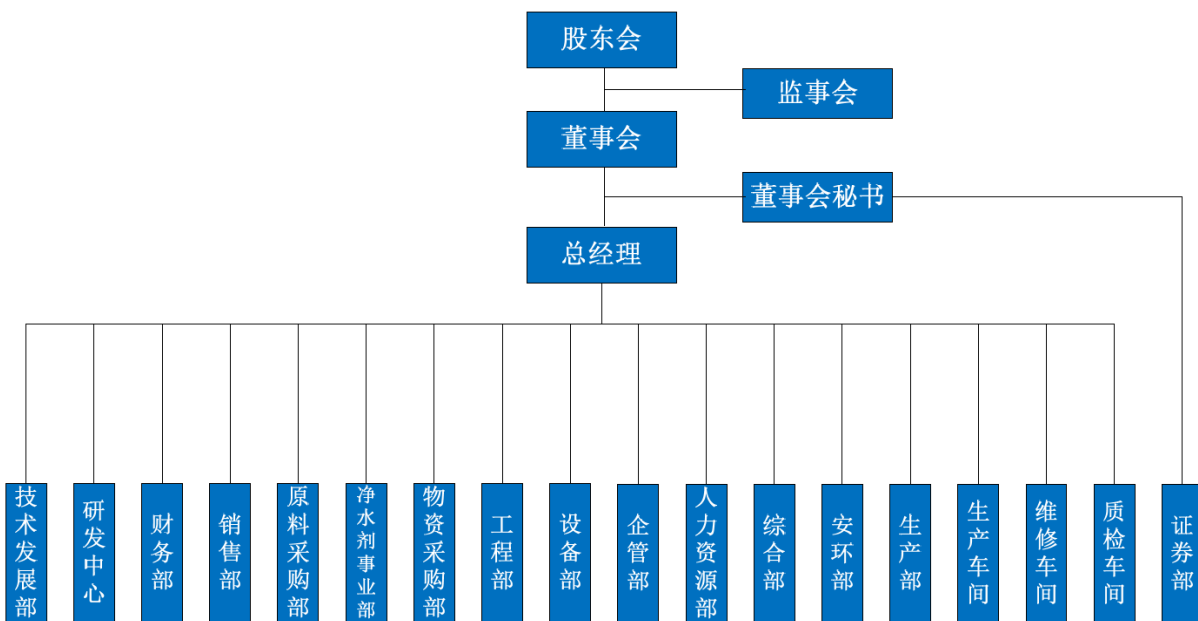 股东会
监事会
董事会
董事会秘书
总经理
技术发展部
研发中心
财务部
销售部
原料采购部
净水剂事业部
物资采购部
工程部
设备部
企管部
人力资源部
综合部
安环部
生产部
生产车间
维修车间
质检车间
证券部